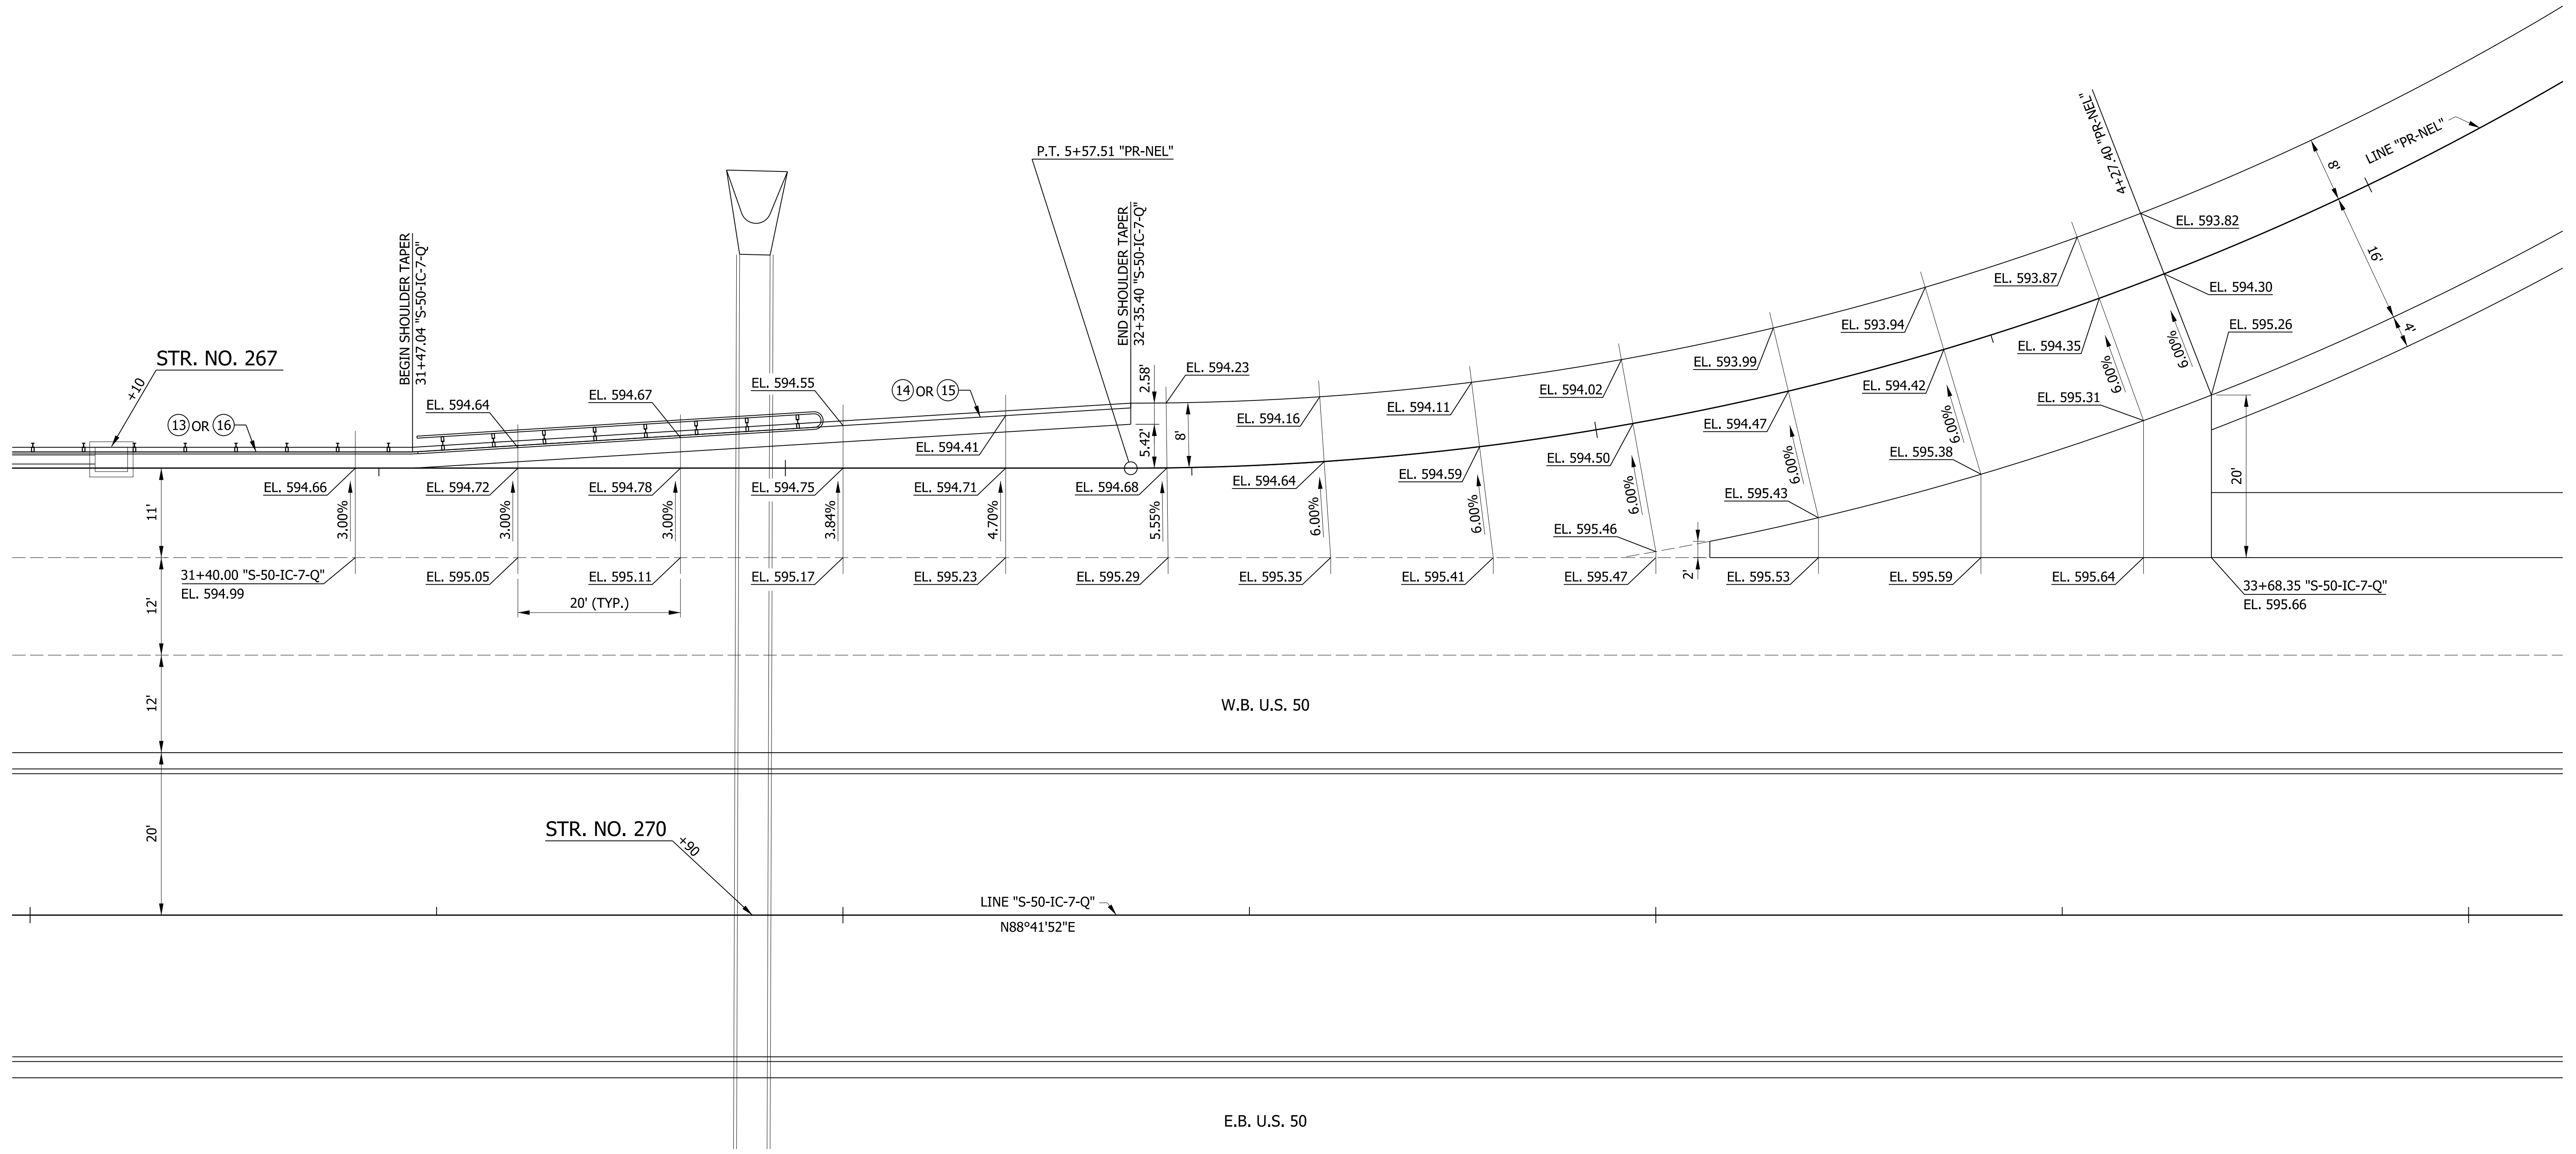 4+27.40 "PR-NEL"
LINE "PR-NEL"
8'
16'
4'
P.T. 5+57.51 "PR-NEL"
BEGIN SHOULDER TAPER
31+47.04 "S-50-IC-7-Q"
END SHOULDER TAPER
32+35.40 "S-50-IC-7-Q"
EL. 593.82
EL. 593.87
EL. 594.30
EL. 593.94
EL. 595.26
EL. 593.99
EL. 594.35
STR. NO. 267
+10
EL. 594.02
EL. 594.42
EL. 594.23
2.58'
EL. 594.55
14 OR 15
EL. 594.67
EL. 594.64
EL. 594.11
EL. 594.16
EL. 594.47
EL. 595.31
13 OR 16
5.42'
8'
EL. 594.41
EL. 594.50
EL. 595.38
EL. 594.59
EL. 594.64
EL. 594.66
EL. 594.72
EL. 594.78
EL. 594.75
EL. 594.71
EL. 594.68
EL. 595.43
20'
11'
3.00%
3.00%
3.00%
3.84%
4.70%
5.55%
6.00%
6.00%
6.00%
6.00%
6.00%
6.00%
6.00%
EL. 595.46
2'
31+40.00 "S-50-IC-7-Q"
EL. 594.99
EL. 595.05
EL. 595.11
EL. 595.17
EL. 595.23
EL. 595.29
EL. 595.35
EL. 595.41
EL. 595.47
EL. 595.53
EL. 595.59
EL. 595.64
33+68.35 "S-50-IC-7-Q"
EL. 595.66
12'
20' (TYP.)
12'
W.B. U.S. 50
20'
STR. NO. 270
+90
LINE "S-50-IC-7-Q"
N88°41'52"E
E.B. U.S. 50